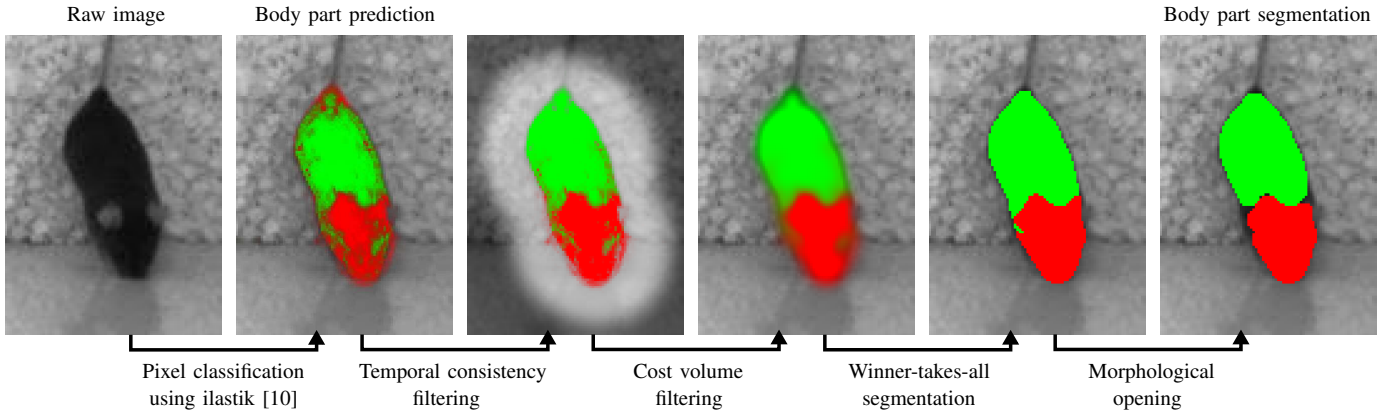 Raw image
Body part prediction
Body part segmentation
Pixel classification
using ilastik [10]
Temporal consistency
filtering
Cost volume
filtering
Winner-takes-all
segmentation
Morphological
opening